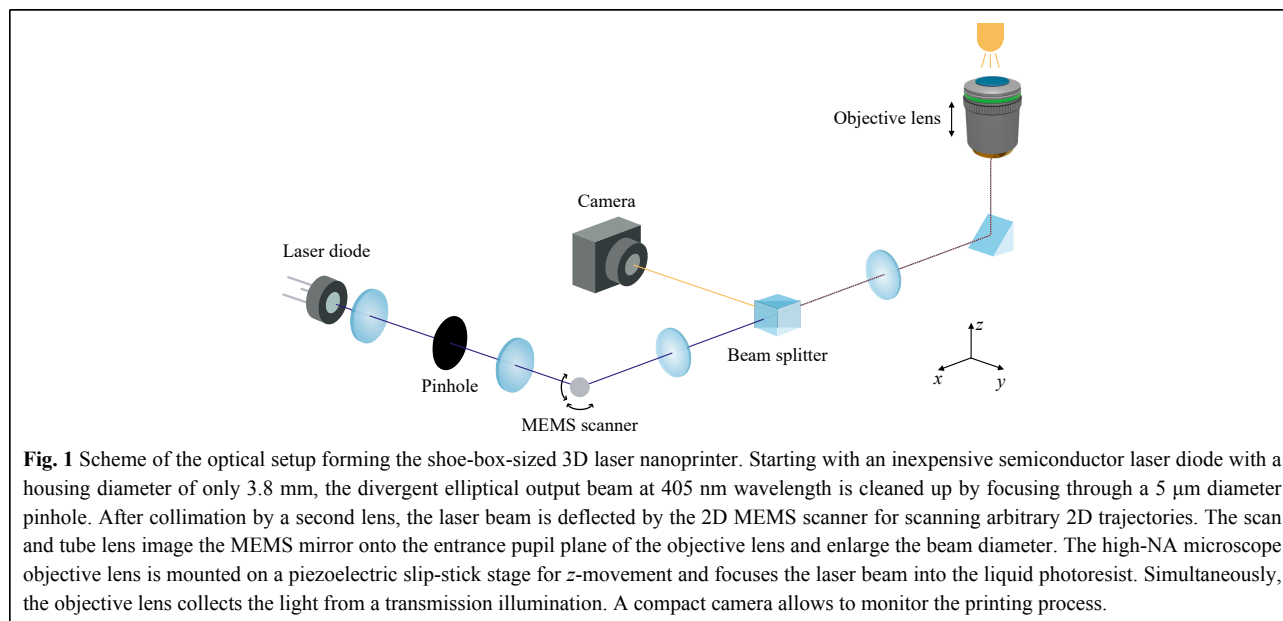 Objective lens
Camera
Laser diode
Beam splitter
Pinhole
MEMS scanner
z
x
y
Fig. 1 Scheme of the optical setup forming the shoe-box-sized 3D laser nanoprinter. Starting with an inexpensive semiconductor laser diode with a
housing diameter of only 3.8 mm, the divergent elliptical output beam at 405 nm wavelength is cleaned up by focusing through a 5 μm diameter
pinhole. After collimation by a second lens, the laser beam is deflected by the 2D MEMS scanner for scanning arbitrary 2D trajectories. The scan
and tube lens image the MEMS mirror onto the entrance pupil plane of the objective lens and enlarge the beam diameter. The high-NA microscope
objective lens is mounted on a piezoelectric slip-stick stage for z-movement and focuses the laser beam into the liquid photoresist. Simultaneously,
the objective lens collects the light from a transmission illumination. A compact camera allows to monitor the printing process.